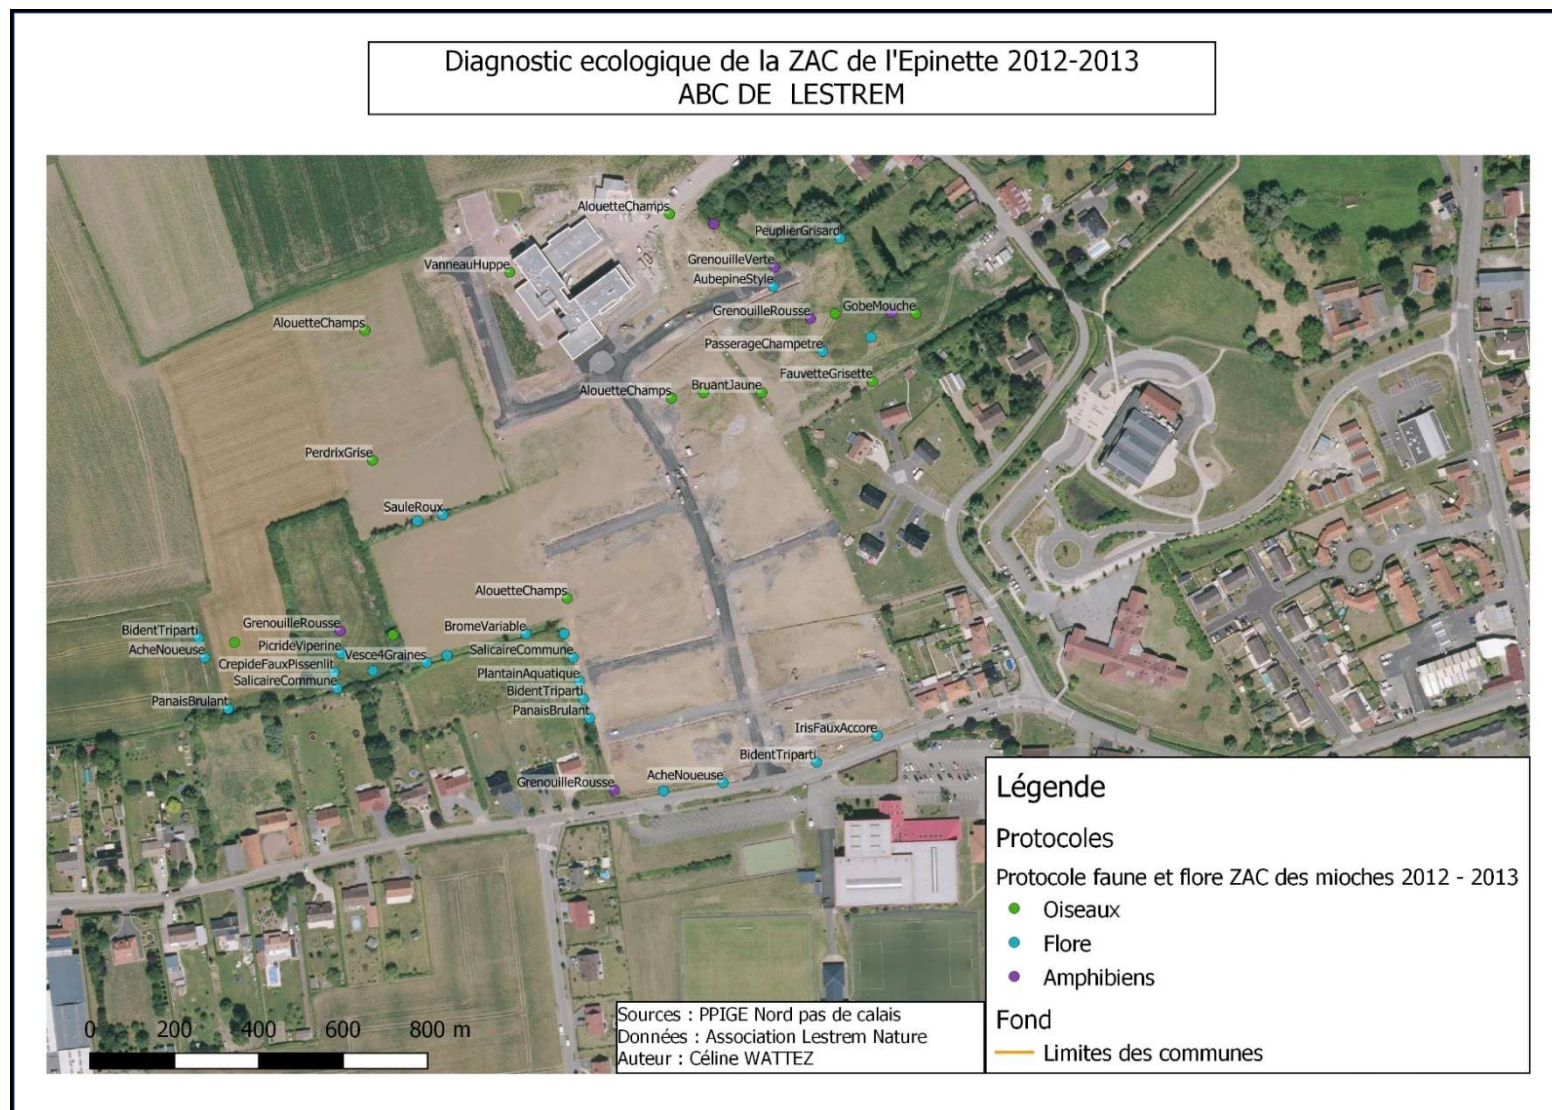 Diagnostic ecologique de la ZAC de l'Epinette 2012-2013
ABC DE LESTREM
AlouetteChamps
PeuplierGrisard
VanneauHuppe
GrenouilleVerte
AubepineStyle
GrenouilleRousse
GobeMouche
AlouetteChamps
PasserageChampetre
FauvetteGrisette
AlouetteChamps
BruantJaune
PerdrixGrise
SauleRoux
AlouetteChamps
BidentTriparti
GrenouilleRousse
BromeVariable
AcheNoueuse
PicrideViperine
Vesce4Graines
SalicaireCommune
CrepideFauxPissenlit
SalicaireCommune
PlantainAquatique
BidentTriparti
PanaisBrulant
PanaisBrulant
IrisFauxAccore
BidentTriparti
GrenouilleRousse
AcheNoueuse
Légende
Protocoles
Protocole faune et flore ZAC des mioches 2012 - 2013
Oiseaux
Flore
Amphibiens
Fond
Limites des communes
0 200 400 600 800 m
Sources : PPIGE Nord pas de calais
Données : Association Lestrem Nature
Auteur : Céline WATTEZ